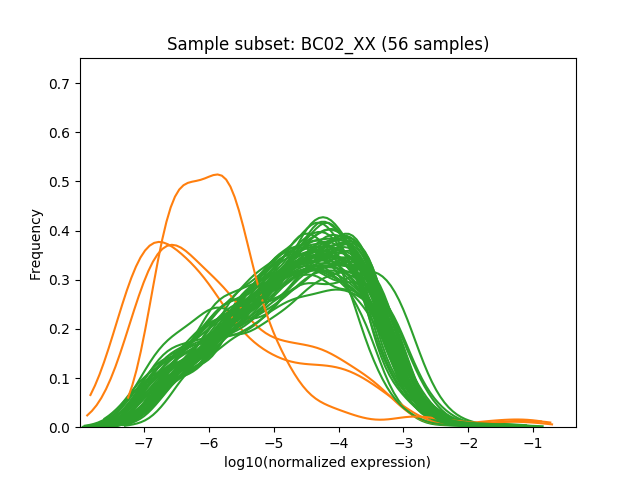 Sample subset: BC02_XX (56 samples)
Frequency
0.7
0.6
0.5
0.4
0.3
0.2
0.1
0.0
−7 −6 −5 −4 −3 −2 −1
log10(normalized expression)